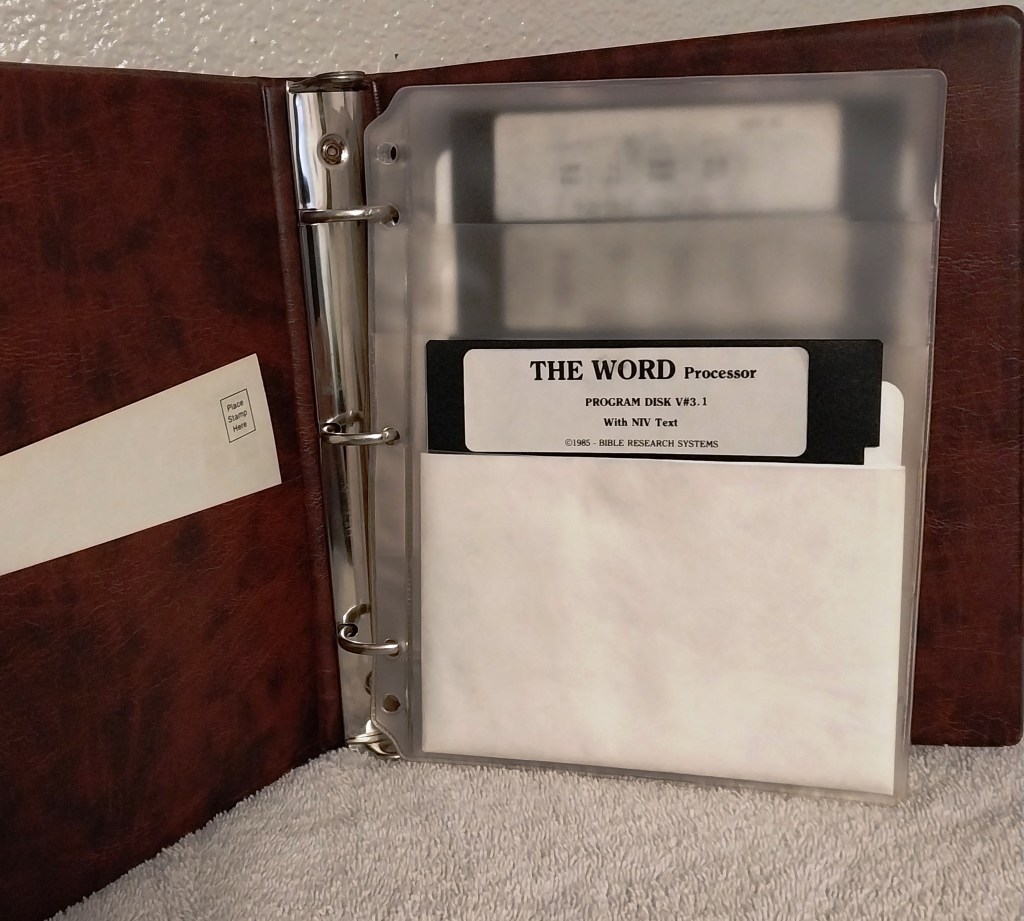 Place
Stamp
Here
THE WORD Processor
PROGRAM DISK V#3.1
With NIV Text
©1985 - BIBLE RESEARCH SYSTEMS